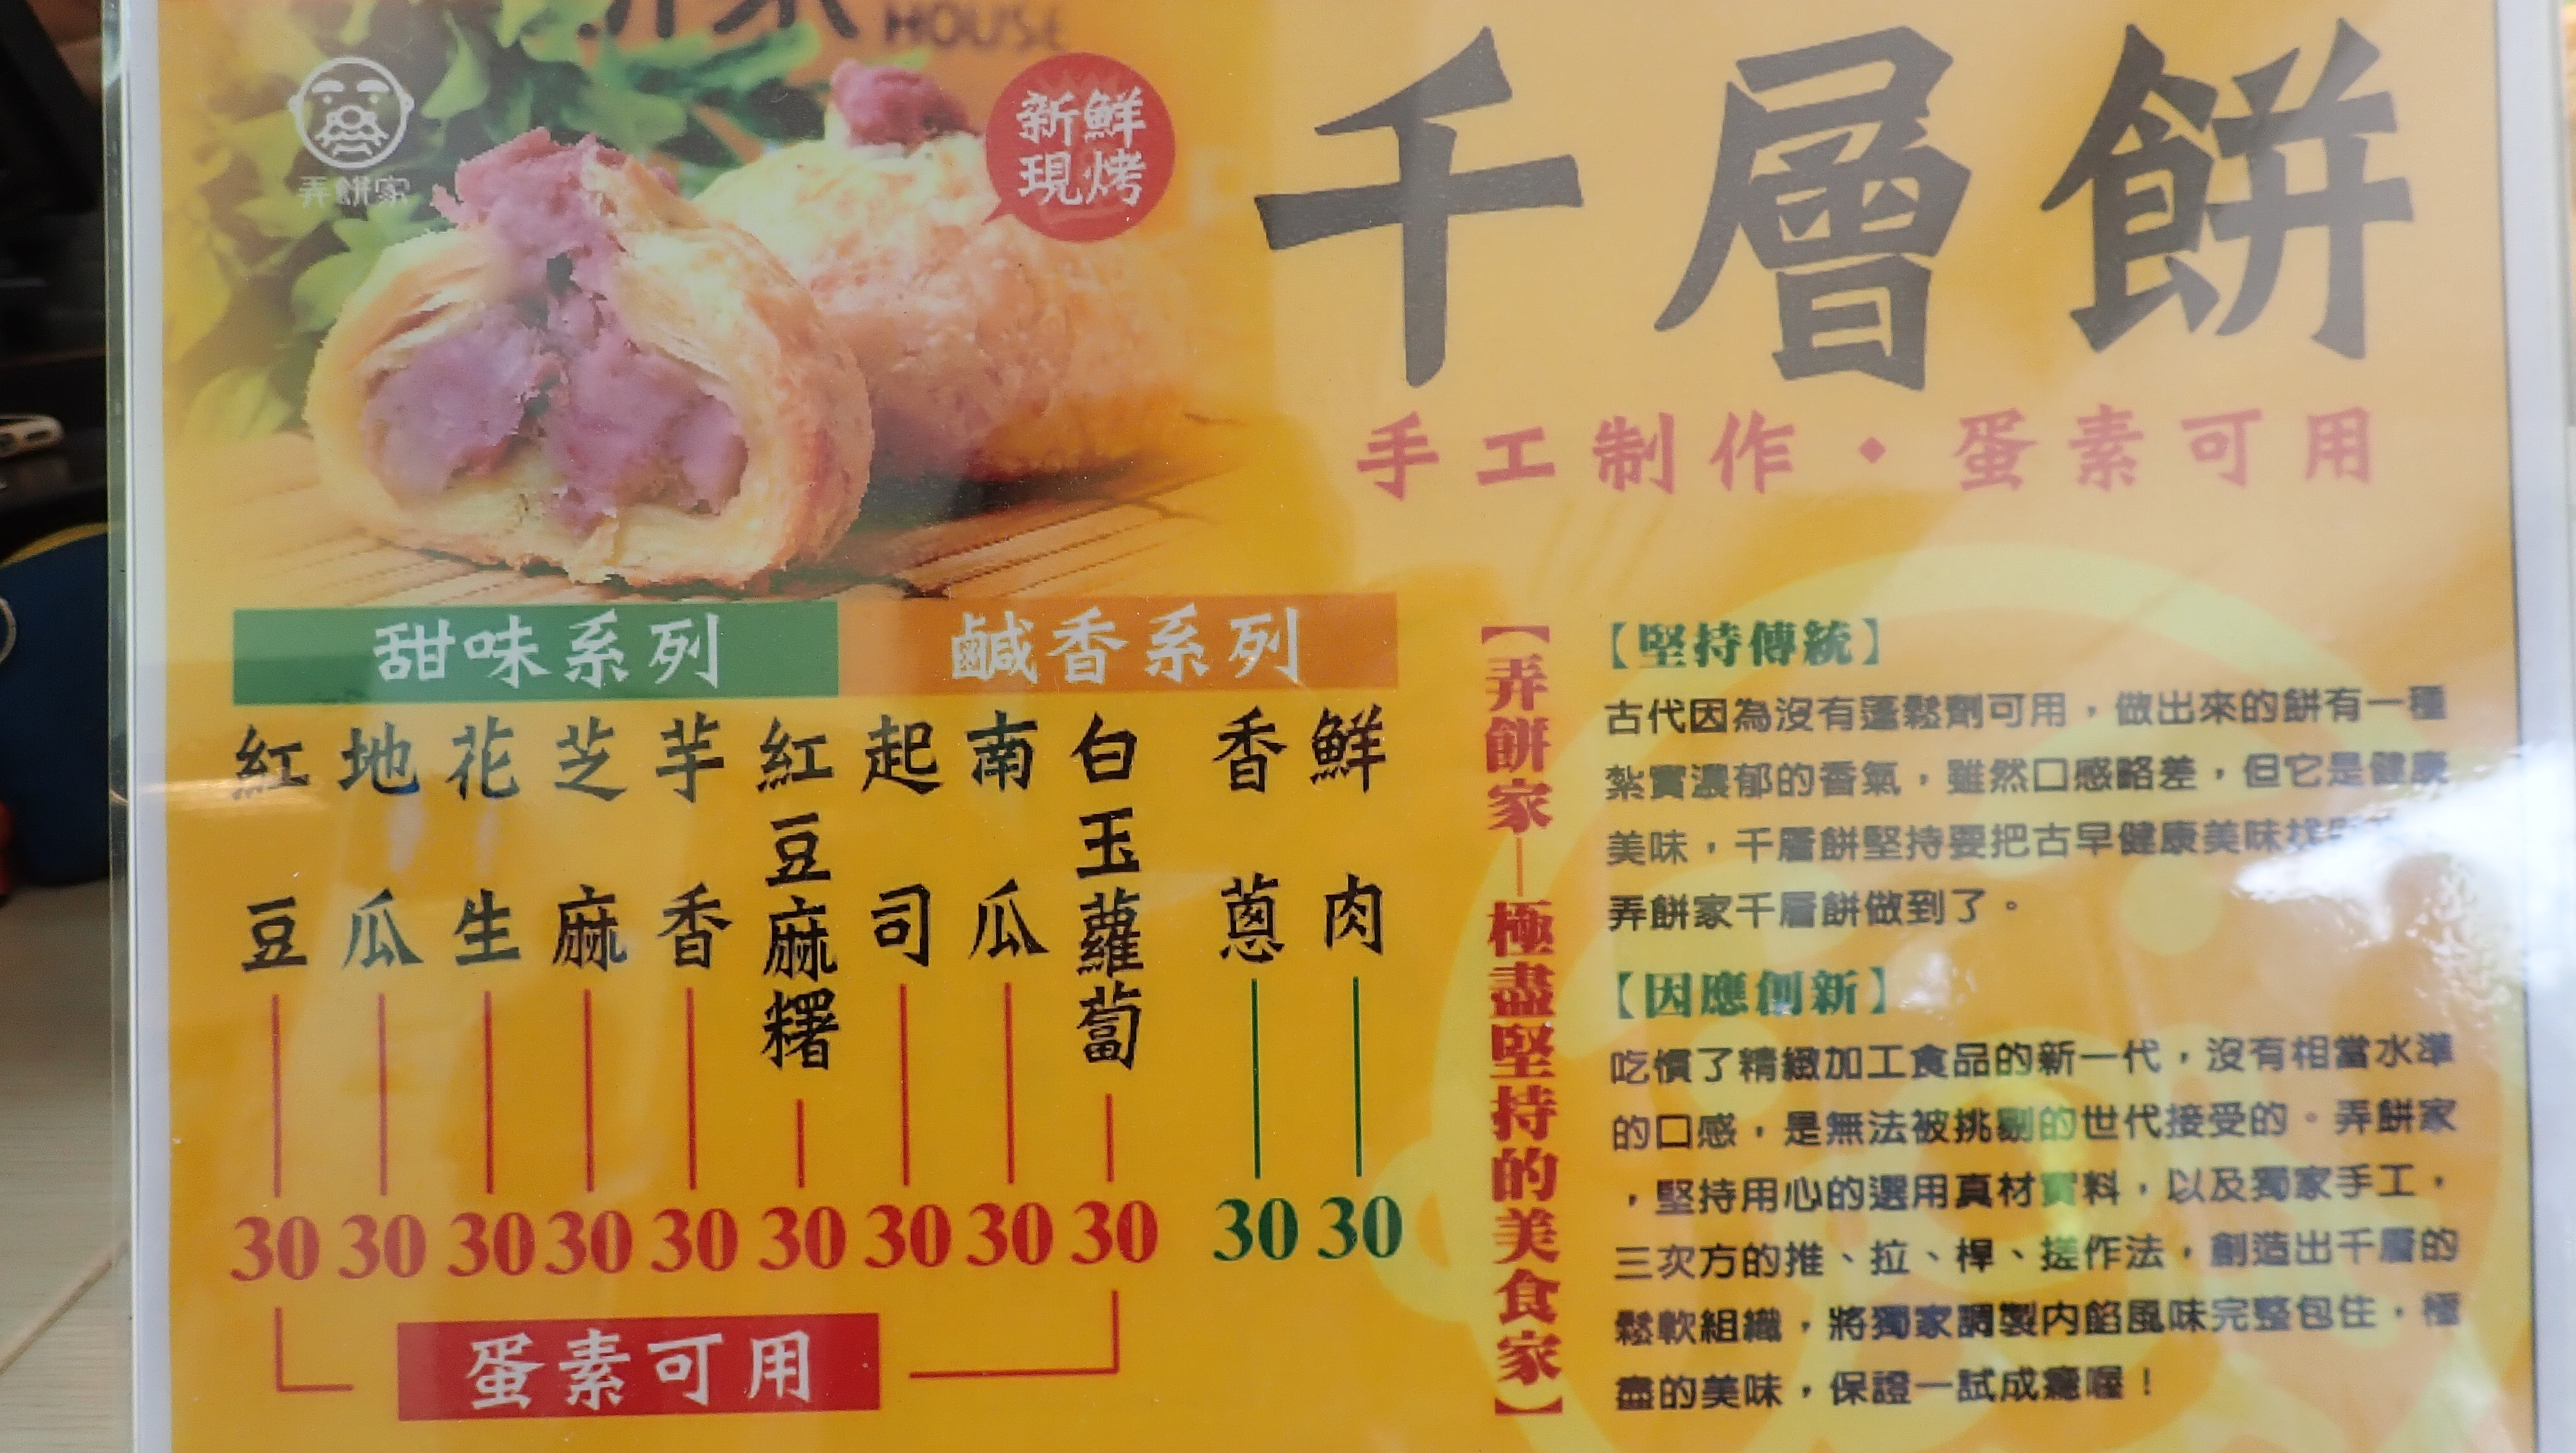 HOUSE
弄餅家
新鮮
現烤
千層餅
手工制作・蛋素可用
甜味系列
鹹香系列
紅豆 30
地瓜 30
花生 30
芝麻 30
芋香 30
紅豆麻糬 30
起司 30
南瓜 30
白玉蘿蔔 30
香蔥 30
鮮肉 30
蛋素可用
【弄餅家—極盡堅持的美食家】
【堅持傳統】
古代因為沒有蓬鬆劑可用，做出來的餅有一種
紮實濃郁的香氣，雖然口感略差，但它是健康
美味，千層餅堅持要把古早健康美味找
弄餅家千層餅做到了。
【因應創新】
吃慣了精緻加工食品的新一代，沒有相當水準
的口感，是無法被挑剔的世代接受的。弄餅家
，堅持用心的選用真材實料，以及獨家手工，
三次方的推、拉、桿、搓作法，創造出千層的
鬆軟組織，將獨家調製內餡風味完整包住，極
盡的美味，保證一試成癮喔！